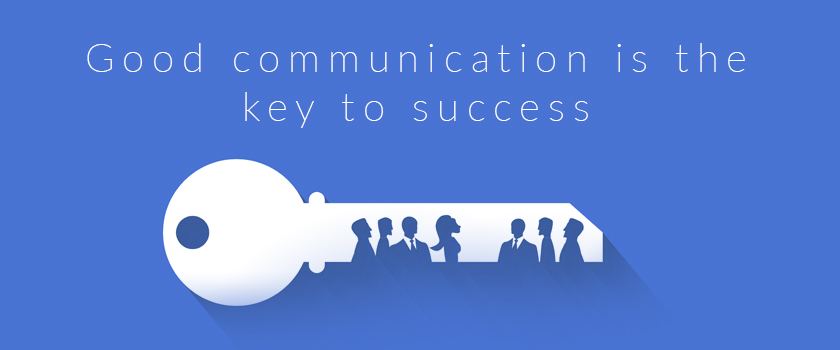 Good communication is the
key to success